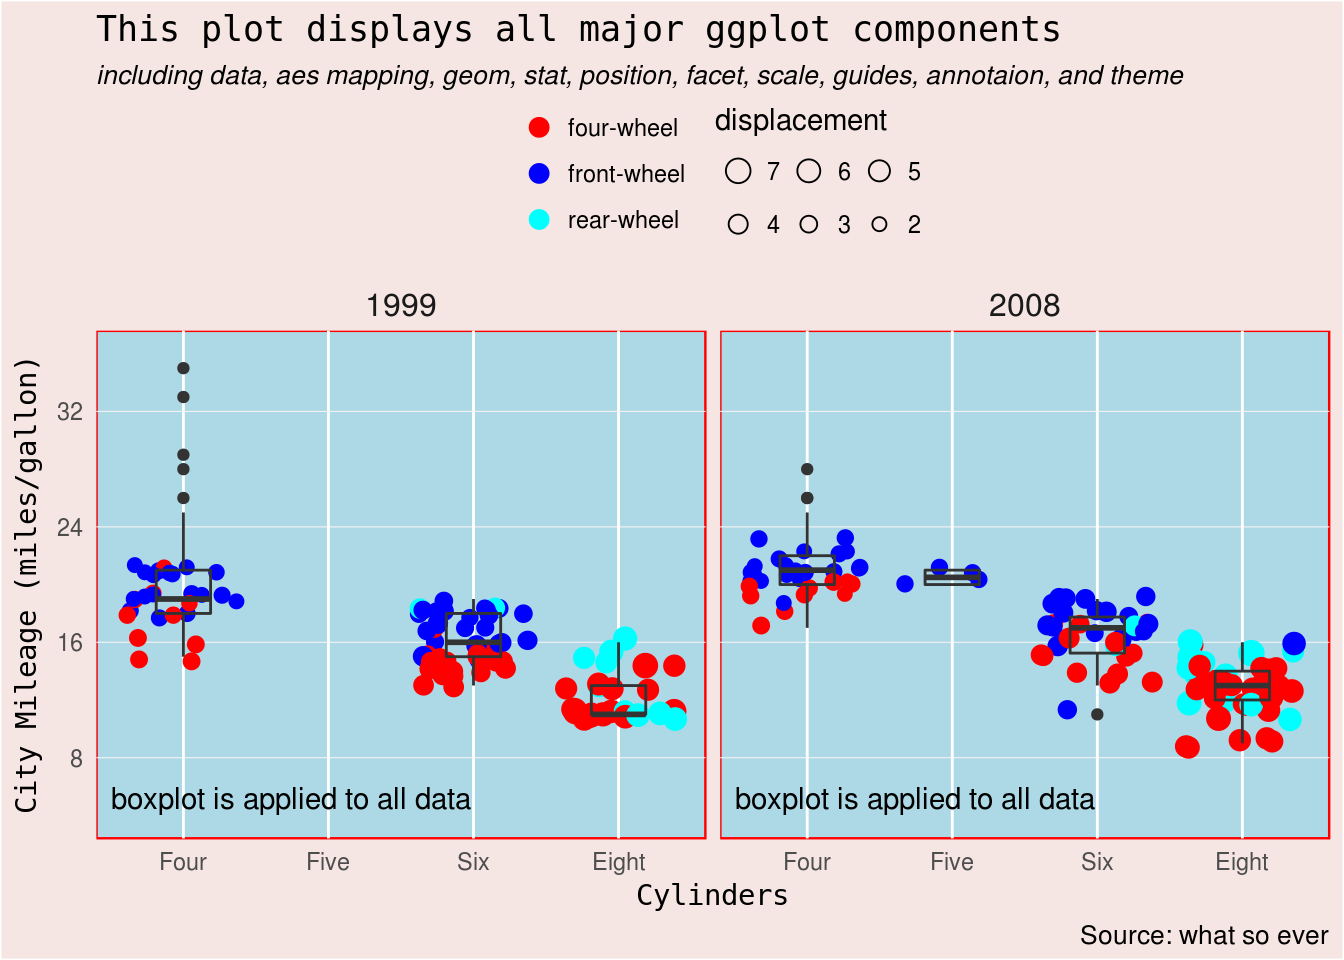 This plot displays all major ggplot components
including data, aes mapping, geom, stat, position, facet, scale, guides, annotaion, and theme
four-wheel
front-wheel
rear-wheel
displacement
7 6 5
4 3 2
1999 2008
City Mileage (miles/gallon)
32
24
16
8
boxplot is applied to all data boxplot is applied to all data
Four Five Six Eight Four Five Six Eight
Cylinders
Source: what so ever